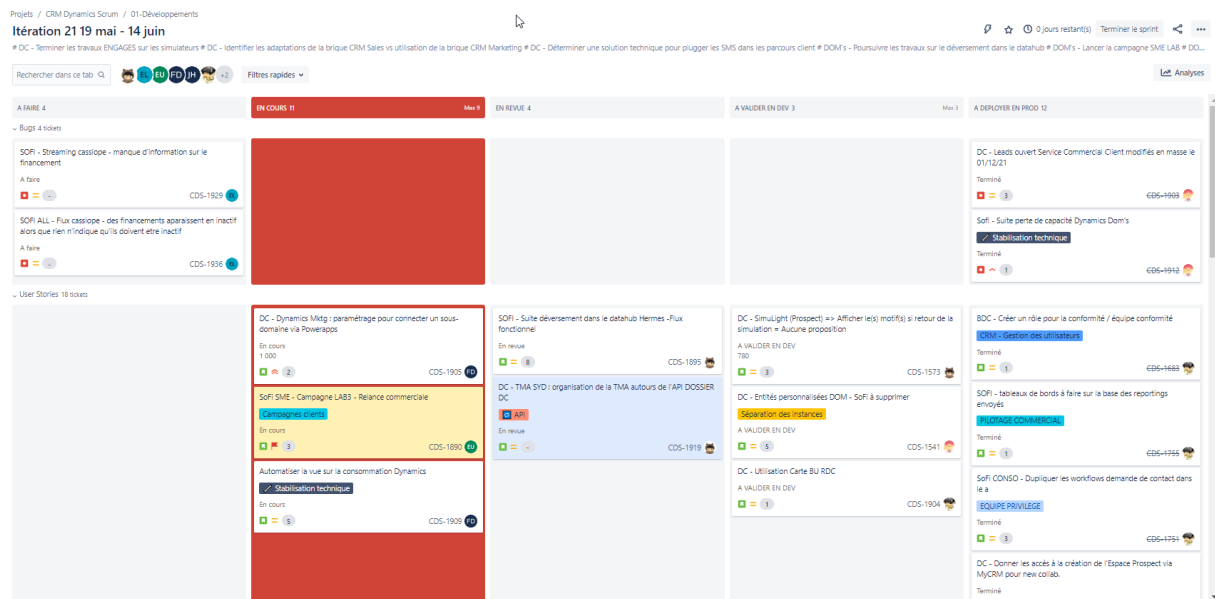 Projets / CRM Dynamics Scrum / 01-Développements
Itération 21 19 mai - 14 juin
0 jours restant(s) Terminer le sprint
# DC - Terminer les travaux ENGAGES sur les simulateurs # DC - Identifier les adaptations de la brique CRM Sales vs utilisation de la brique CRM Marketing # DC - Déterminer une solution technique pour plugger les SMS dans les parcours client # DOM's - Poursuivre les travaux sur le déversement dans le datahub # DOM's - Lancer la campagne SME LAB # DO...
Rechercher dans ce tab
EL EU FD JH +2 Filtres rapides
Analyses
A FAIRE 4
EN COURS 11 Max 9
EN REVUE 4
A VALIDER EN DEV 3 Max 3
A DEPLOYER EN PROD 12
Bugs 4 tickets
SOFI - Streaming cassiope - manque d'information sur le
financement
A faire
-
CDS-1929 EL
SOFI ALL - Flux cassiope - des financements aparaissent en inactif
alors que rien n'indique qu'ils doivent etre inactif
A faire
-
CDS-1936 EL
DC - Leads ouvert Service Commercial Client modifiés en masse le
01/12/21
Terminé
3
CDS-1903
Sofi - Suite perte de capacité Dynamics Dom's
Stabilisation technique
Terminé
1
CDS-1912
User Stories 18 tickets
DC - Dynamics Mktg : paramétrage pour connecter un sous-
domaine via Powerapps
En cours
1 000
2
CDS-1905 FD
SoFi SME - Campagne LAB3 - Relance commerciale
Campagnes clients
En cours
3
CDS-1890 EU
Automatiser la vue sur la consommation Dynamics
Stabilisation technique
En cours
5
CDS-1909 FD
SOFI - Suite déversement dans le datahub Hermes -Flux
fonctionnel
En revue
8
CDS-1895
DC - TMA SYD : organisation de la TMA autours de l'API DOSSIER
DC
API
En revue
-
CDS-1919
DC - SimuLight (Prospect) => Afficher le(s) motif(s) si retour de la
simulation = Aucune proposition
A VALIDER EN DEV
780
3
CDS-1573
DC - Entités personnalisées DOM - SoFi à supprimer
Séparation des instances
A VALIDER EN DEV
5
CDS-1541
DC - Utilisation Carte BU RDC
A VALIDER EN DEV
1
CDS-1904
BDC - Créer un rôle pour la conformité / équipe conformité
CRM - Gestion des utilisateurs
Terminé
1
CDS-1683
SOFI - tableaux de bords à faire sur la base des reportings
envoyés
PILOTAGE COMMERCIAL
Terminé
1
CDS-1755
SoFi CONSO - Dupliquer les workflows demande de contact dans
le a
EQUIPE PRIVILEGE
Terminé
3
CDS-1751
DC - Donner les accès à la création de l'Espace Prospect via
MyCRM pour new collab.
Terminé